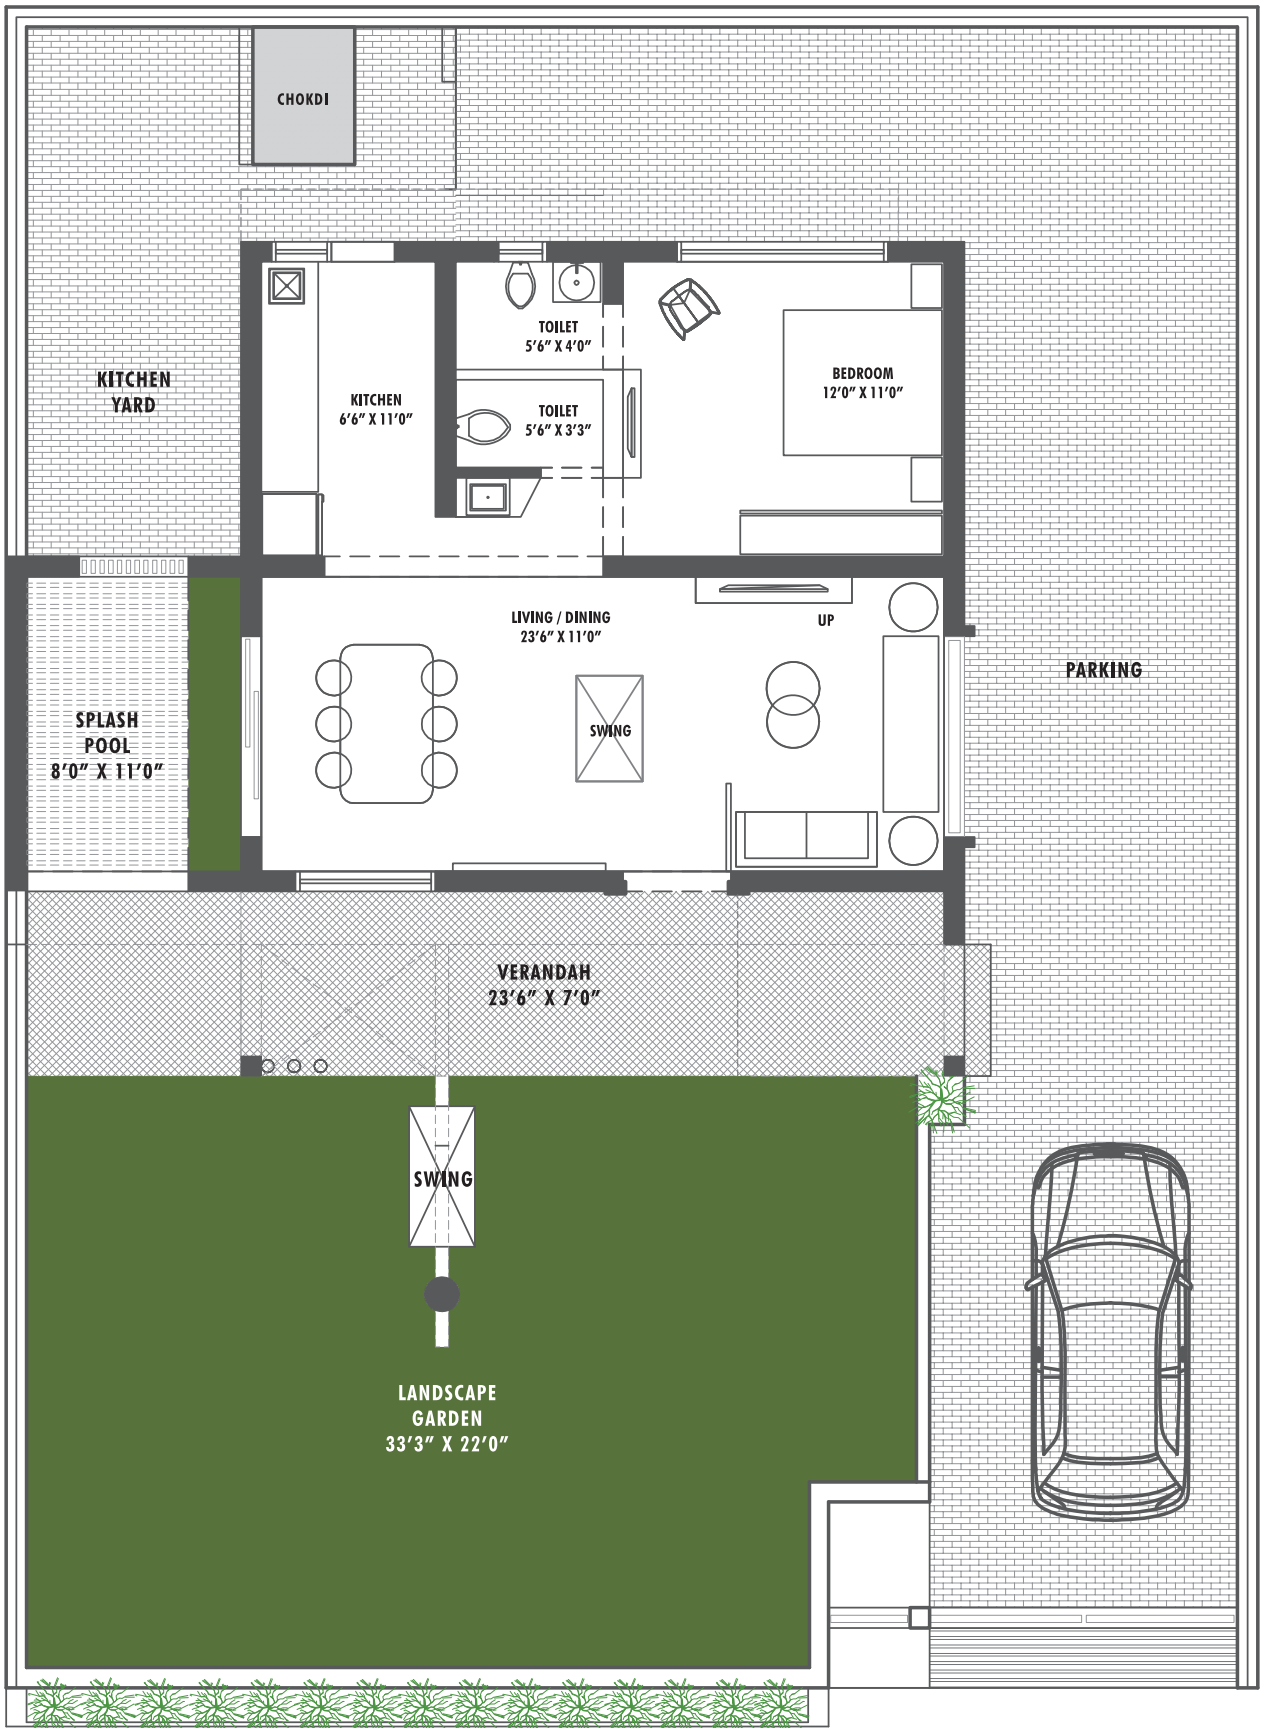 CHOKDI
TOILET
5'6" X 4'0"
KITCHEN
YARD
BEDROOM
12'0" X 11'0"
KITCHEN
6'6" X 11'0"
TOILET
5'6" X 3'3"
LIVING / DINING
23'6" X 11'0"
UP
PARKING
SPLASH
POOL
8'0" X 11'0"
SWING
VERANDAH
23'6" X 7'0"
SWING
LANDSCAPE
GARDEN
33'3" X 22'0"